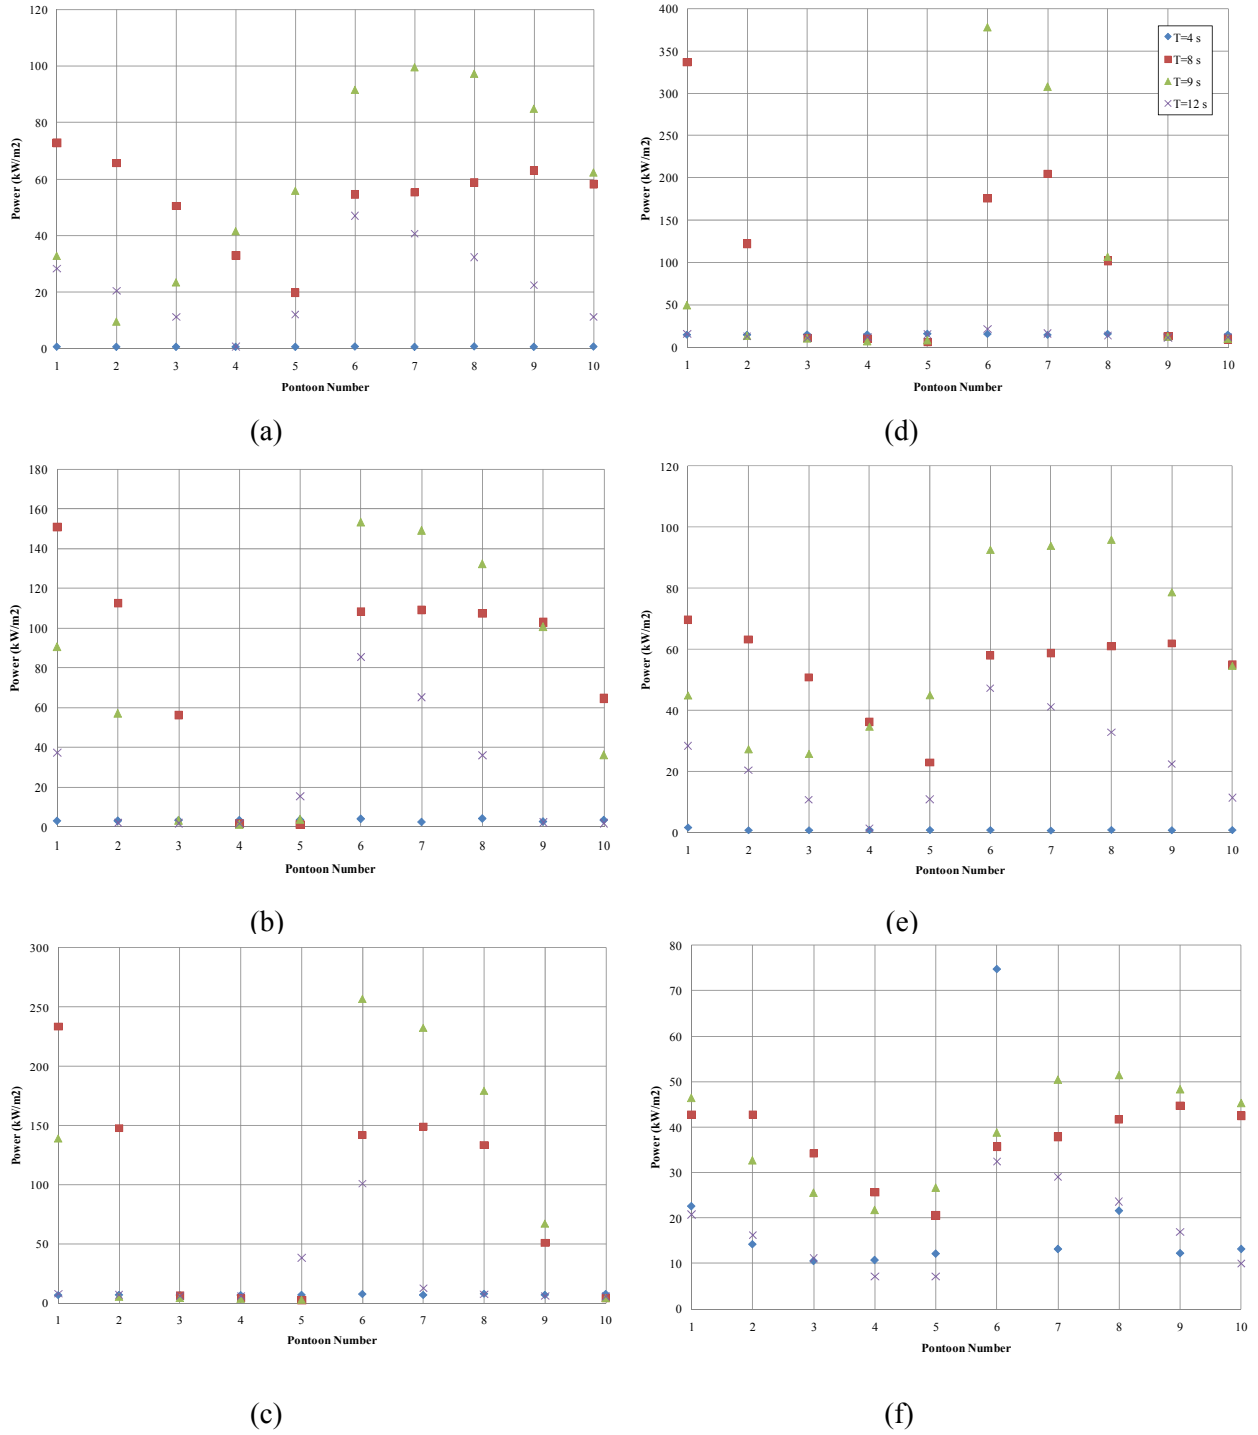 120
100
80
60
40
20
0
Power (kW/m2)
1 2 3 4 5 6 7 8 9 10
Pontoon Number
(a)
400
350
300
250
200
150
100
50
0
Power (kW/m2)
T=4 s
T=8 s
T=9 s
T=12 s
1 2 3 4 5 6 7 8 9 10
Pontoon Number
(d)
180
160
140
120
100
80
60
40
20
0
Power (kW/m2)
1 2 3 4 5 6 7 8 9 10
Pontoon Number
(b)
120
100
80
60
40
20
0
Power (kW/m2)
1 2 3 4 5 6 7 8 9 10
Pontoon Number
(e)
300
250
200
150
100
50
0
Power (kW/m2)
1 2 3 4 5 6 7 8 9 10
Pontoon Number
(c)
80
70
60
50
40
30
20
10
0
Power (kW/m2)
1 2 3 4 5 6 7 8 9 10
Pontoon Number
(f)